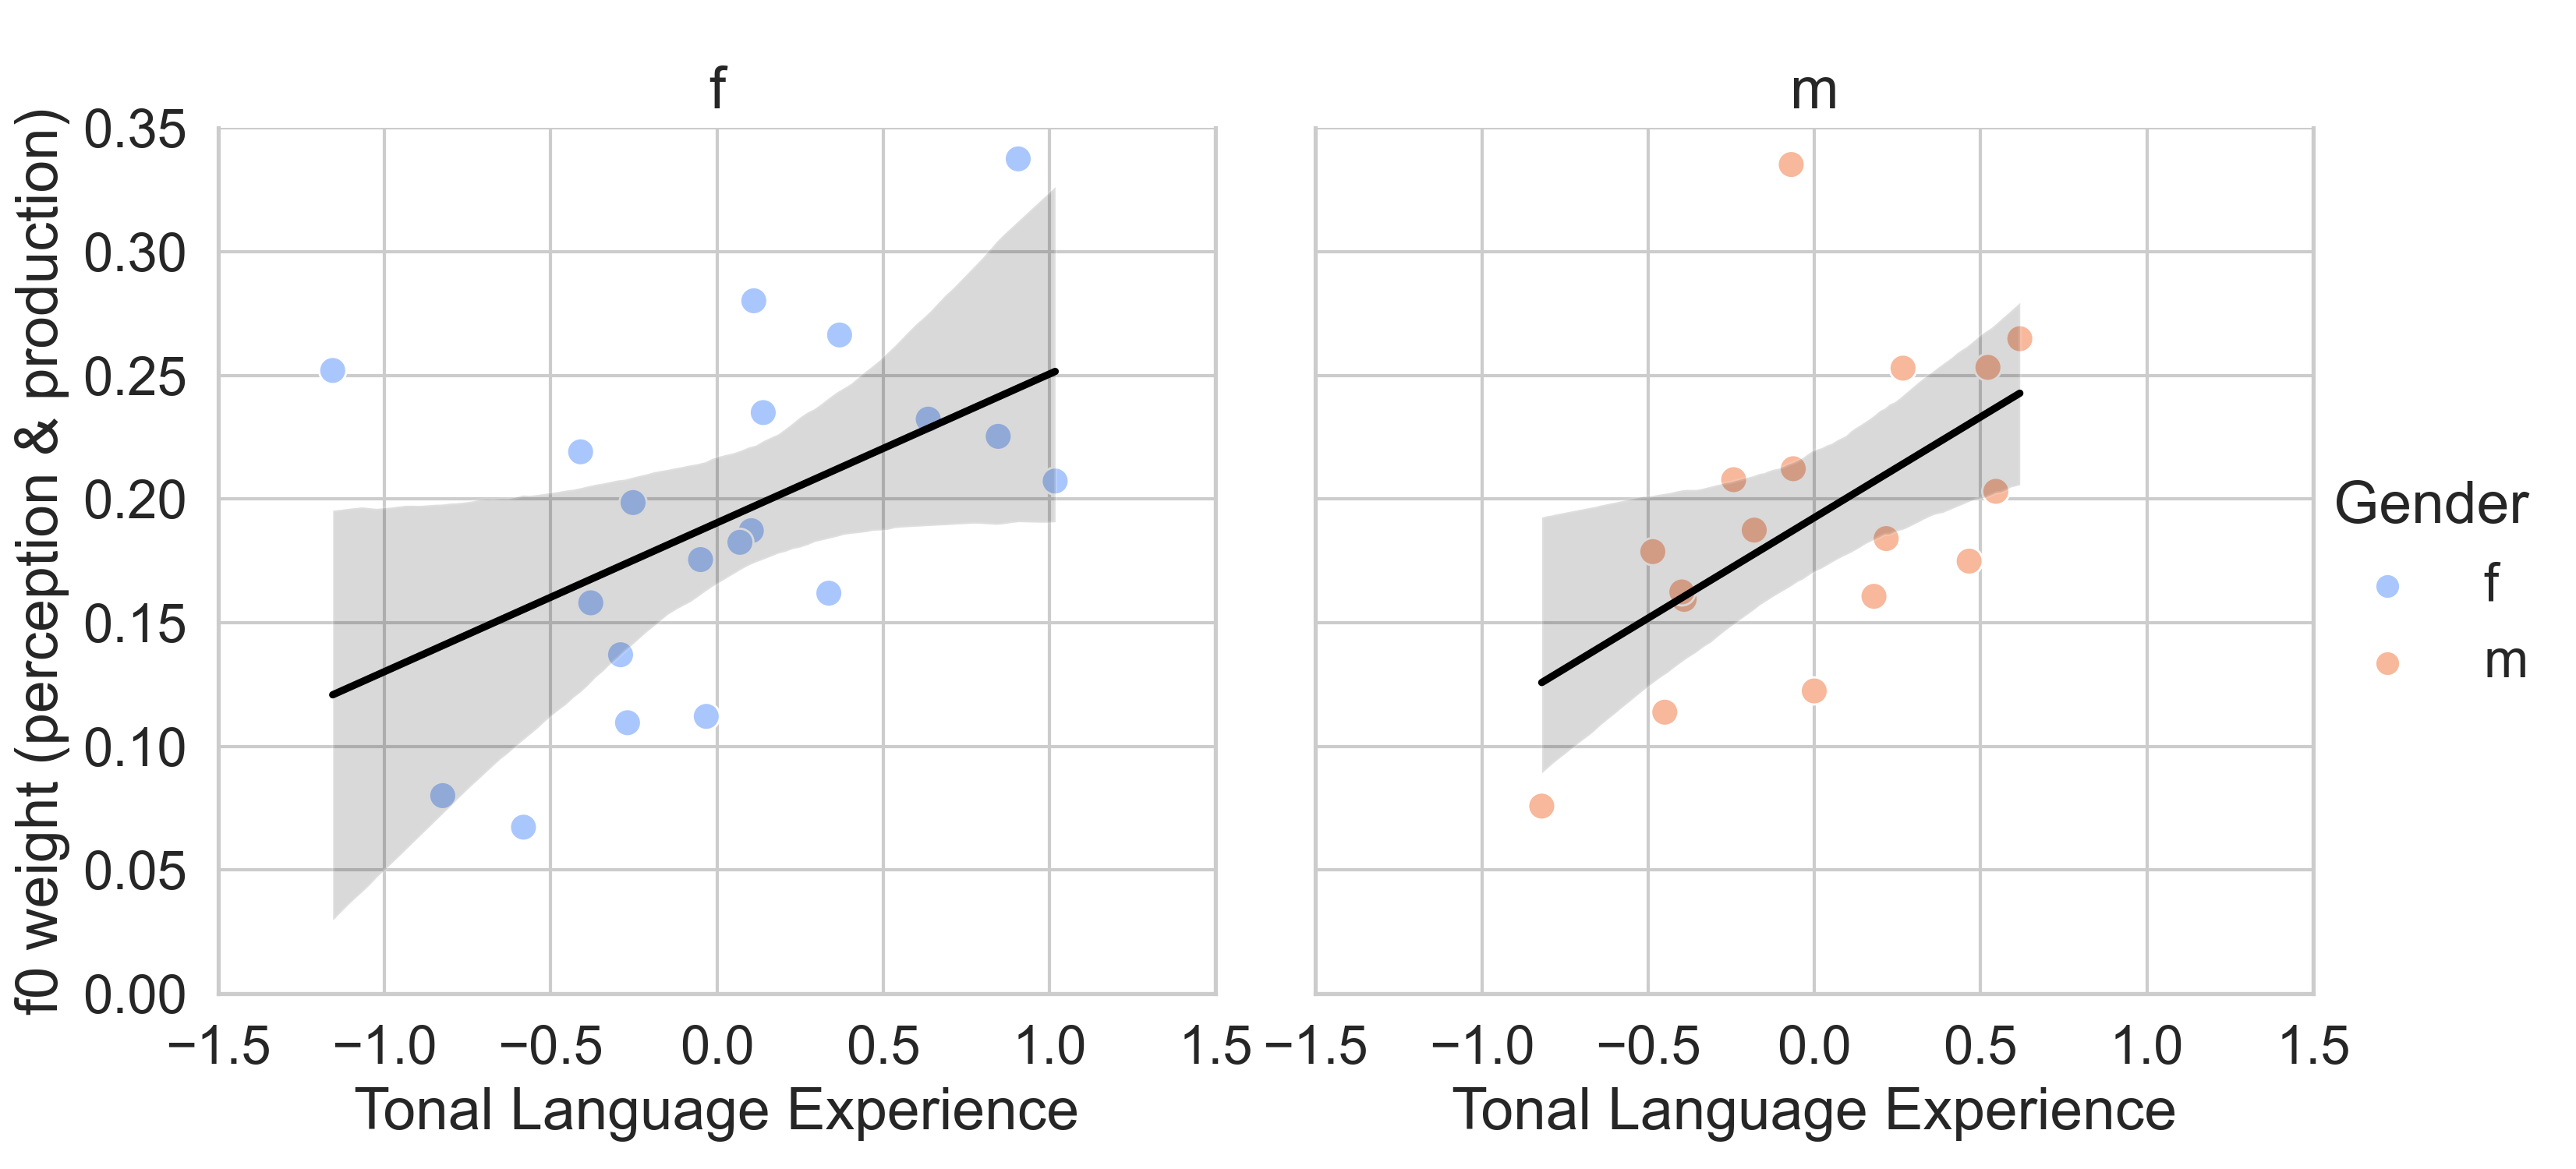 f
m
f0 weight (perception & production)
0.35
0.30
0.25
0.20
0.15
0.10
0.05
0.00
−1.5 −1.0 −0.5 0.0 0.5 1.0 1.5
−1.5 −1.0 −0.5 0.0 0.5 1.0 1.5
Tonal Language Experience
Tonal Language Experience
Gender
f
m